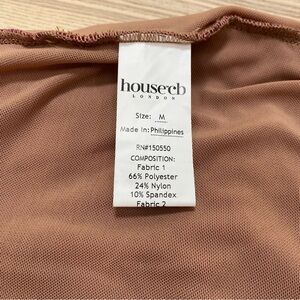 house cb
LONDON
Size: M
Made in: Philippines
RN#150550
COMPOSITION:
Fabric 1
66% Polyester
24% Nylon
10% Spandex
Fabric 2